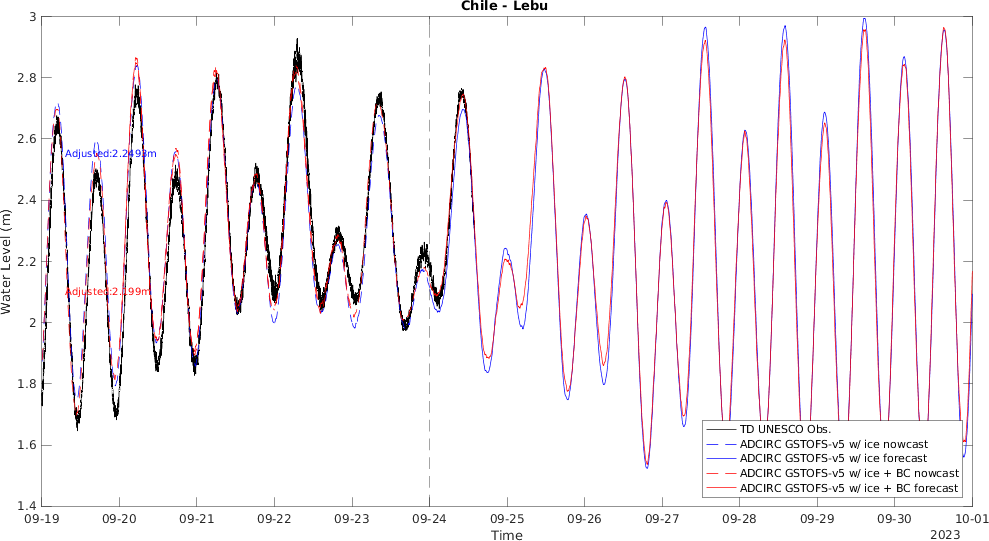 Chile - Lebu
3
2.8
2.6
2.4
2.2
2
1.8
1.6
1.4
Water Level (m)
Adjusted:2.2493m
Adjusted:2.199m
TD UNESCO Obs.
ADCIRC GSTOFS-v5 w/ ice nowcast
ADCIRC GSTOFS-v5 w/ ice forecast
ADCIRC GSTOFS-v5 w/ ice + BC nowcast
ADCIRC GSTOFS-v5 w/ ice + BC forecast
09-19 09-20 09-21 09-22 09-23 09-24 09-25 09-26 09-27 09-28 09-29 09-30 10-01
Time
2023